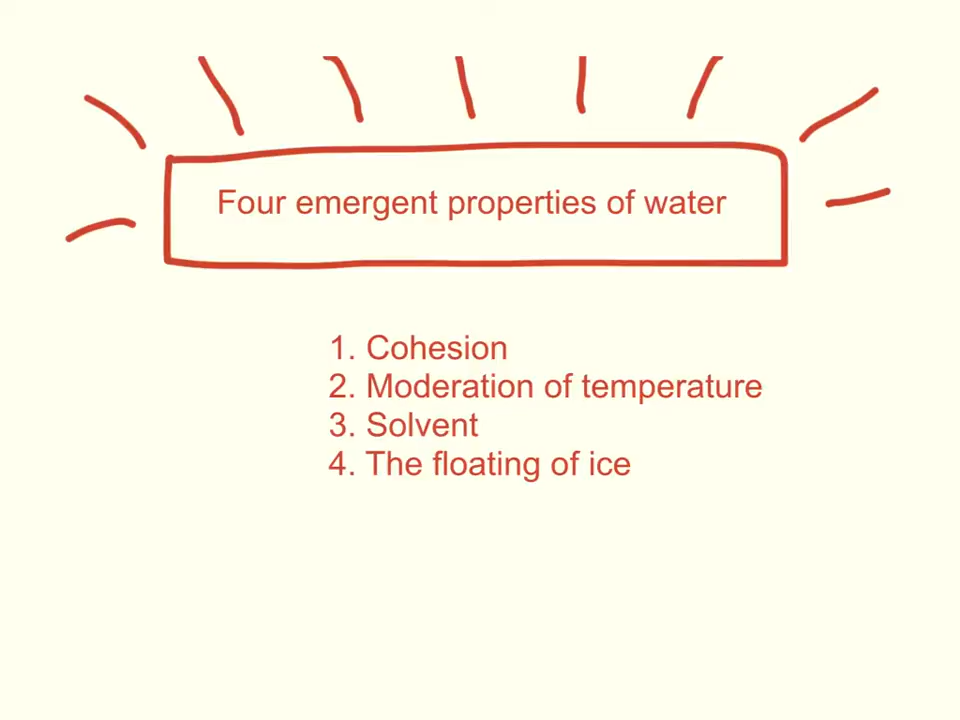 Four emergent properties of water
1. Cohesion
2. Moderation of temperature
3. Solvent
4. The floating of ice